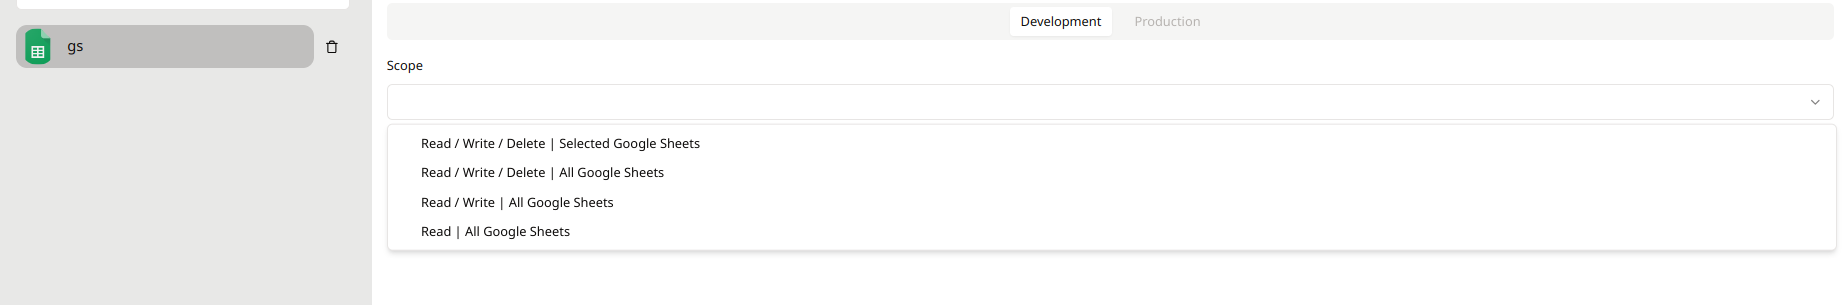 gs
Development Production
Scope
Read / Write / Delete | Selected Google Sheets
Read / Write / Delete | All Google Sheets
Read / Write | All Google Sheets
Read | All Google Sheets